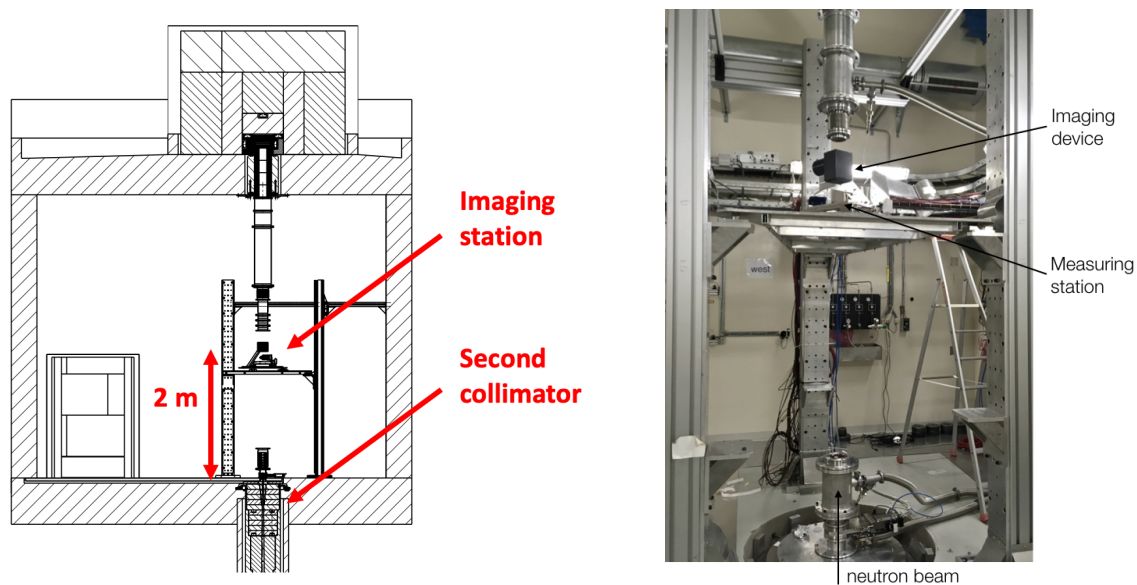 Imaging
station
Second
collimator
2 m
Imaging
device
west
Measuring
station
neutron beam